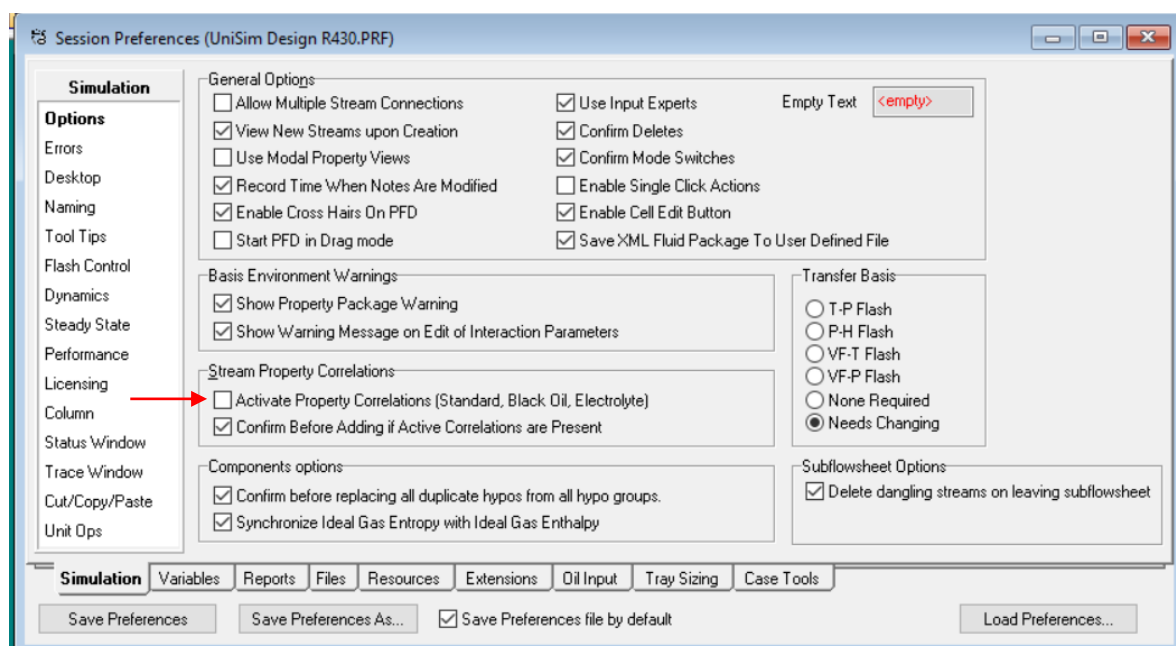 Session Preferences (UniSim Design R430.PRF)
Simulation
Options
Errors
Desktop
Naming
Tool Tips
Flash Control
Dynamics
Steady State
Performance
Licensing
Column
Status Window
Trace Window
Cut/Copy/Paste
Unit Ops
General Options
Allow Multiple Stream Connections
View New Streams upon Creation
Use Modal Property Views
Record Time When Notes Are Modified
Enable Cross Hairs On PFD
Start PFD in Drag mode
Use Input Experts
Confirm Deletes
Confirm Mode Switches
Enable Single Click Actions
Enable Cell Edit Button
Save XML Fluid Package To User Defined File
Empty Text <empty>
Basis Environment Warnings
Show Property Package Warning
Show Warning Message on Edit of Interaction Parameters
Stream Property Correlations
Activate Property Correlations (Standard, Black Oil, Electrolyte)
Confirm Before Adding if Active Correlations are Present
Transfer Basis
T-P Flash
P-H Flash
VF-T Flash
VF-P Flash
None Required
Needs Changing
Components options
Confirm before replacing all duplicate hypos from all hypo groups.
Synchronize Ideal Gas Entropy with Ideal Gas Enthalpy
Subflowsheet Options
Delete dangling streams on leaving subflowsheet
Simulation Variables Reports Files Resources Extensions Oil Input Tray Sizing Case Tools
Save Preferences Save Preferences As... Save Preferences file by default Load Preferences...